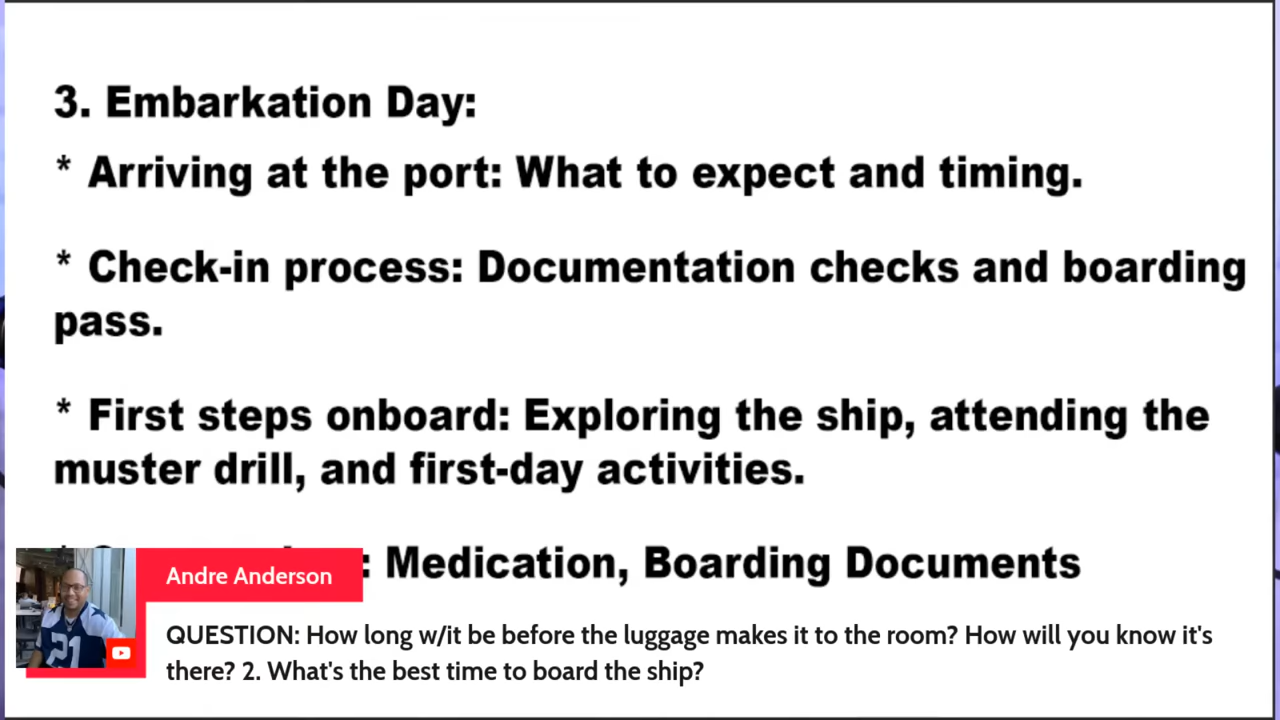 3. Embarkation Day:
* Arriving at the port: What to expect and timing.
* Check-in process: Documentation checks and boarding
pass.
* First steps onboard: Exploring the ship, attending the
muster drill, and first-day activities.
: Medication, Boarding Documents
Andre Anderson
21
QUESTION: How long w/it be before the luggage makes it to the room? How will you know it's
there? 2. What's the best time to board the ship?